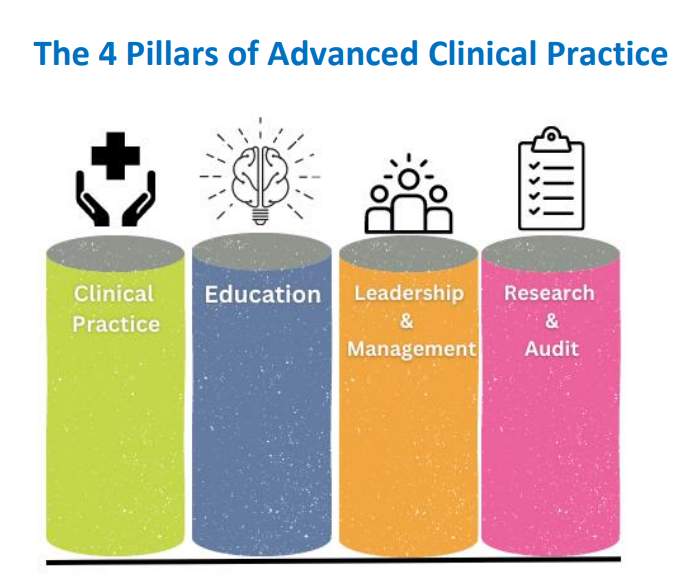 The 4 Pillars of Advanced Clinical Practice
Clinical
Practice
Education
Leadership
&
Management
Research
&
Audit